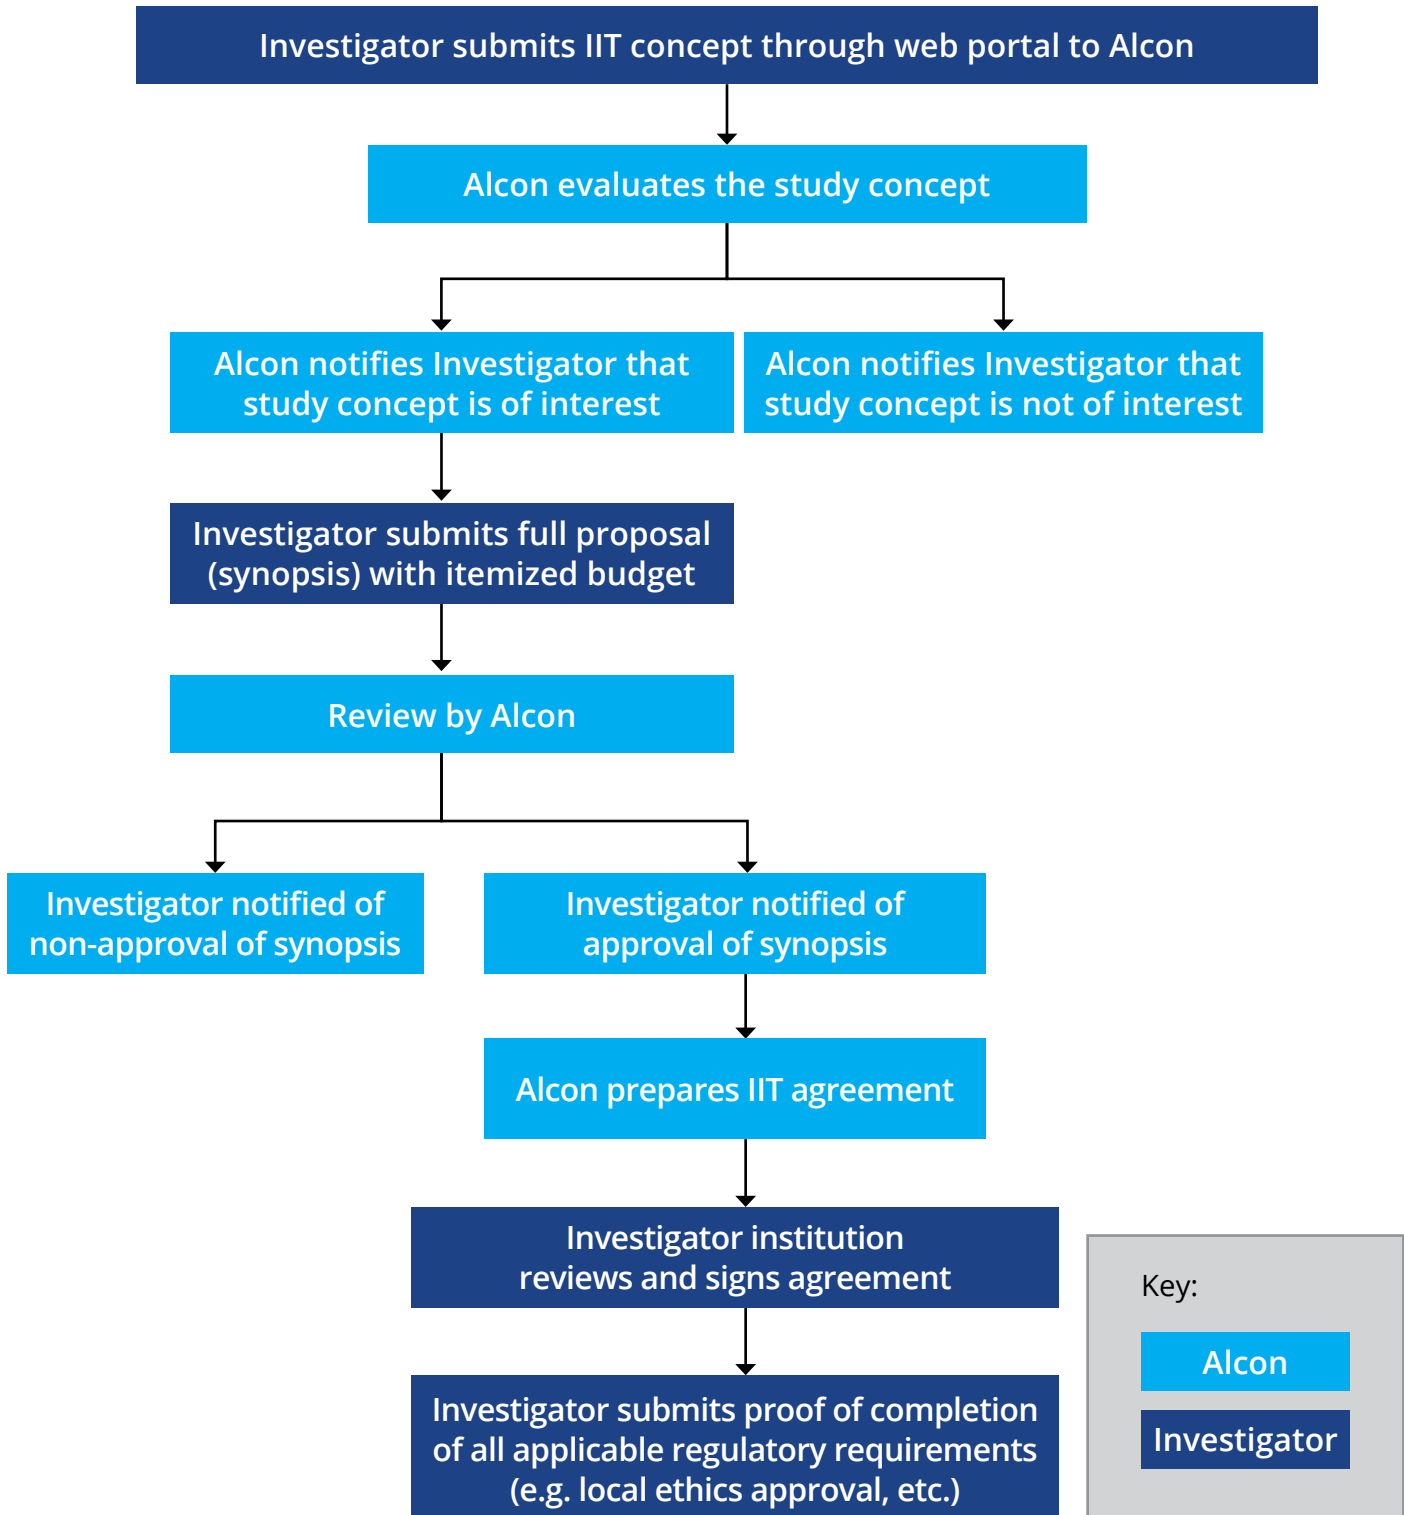 Investigator submits IIT concept through web portal to Alcon
Alcon evaluates the study concept
Alcon notifies Investigator that
study concept is of interest
Alcon notifies Investigator that
study concept is not of interest
Investigator submits full proposal
(synopsis) with itemized budget
Review by Alcon
Investigator notified of
non-approval of synopsis
Investigator notified of
approval of synopsis
Alcon prepares IIT agreement
Investigator institution
reviews and signs agreement
Investigator submits proof of completion
of all applicable regulatory requirements
(e.g. local ethics approval, etc.)
Key:
Alcon
Investigator